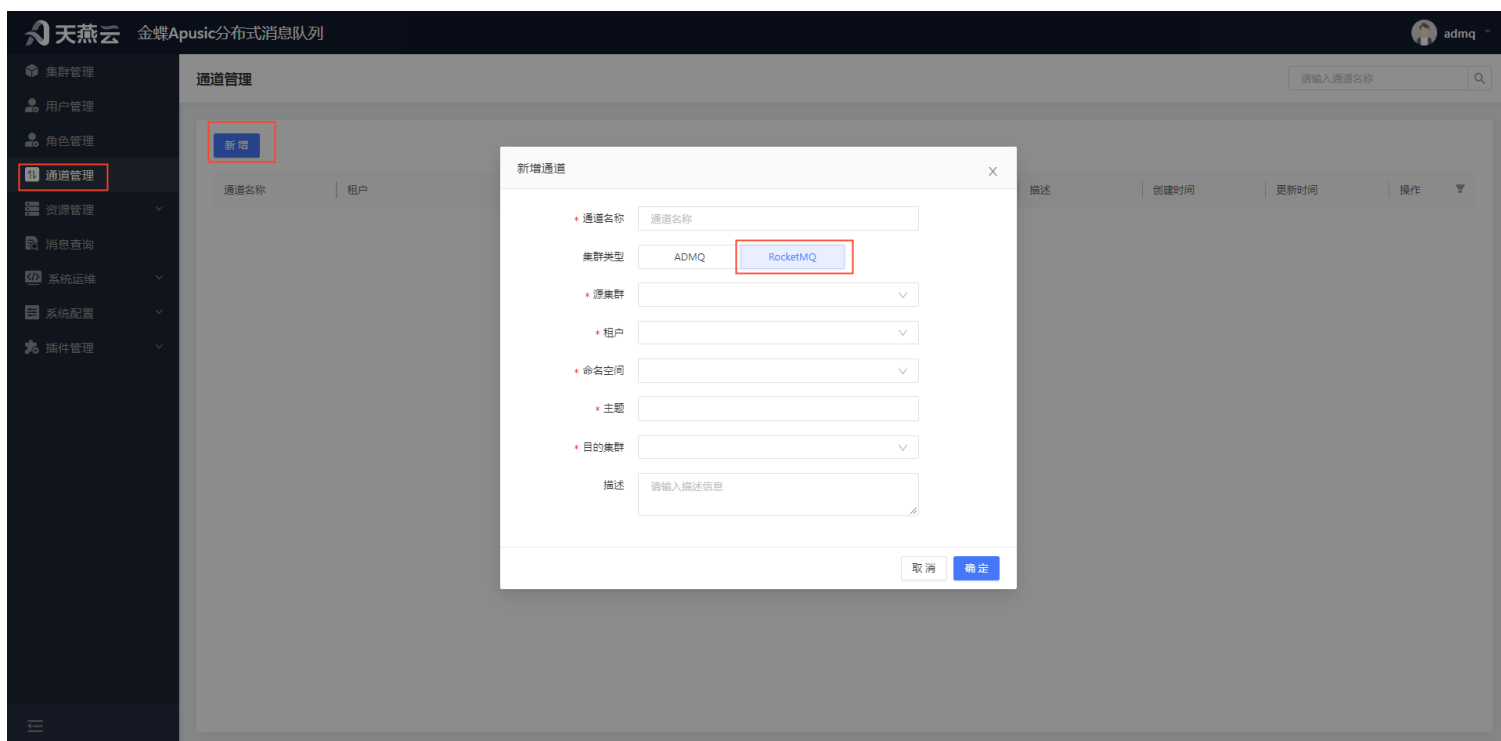 天燕云 金蝶Apusic分布式消息队列 admq
集群管理
用户管理
角色管理
通道管理
资源管理
消息查询
系统运维
系统配置
插件管理
通道管理 请输入通道名称
新增
通道名称 租户 描述 创建时间 更新时间 操作
新增通道
* 通道名称 通道名称
集群类型 ADMQ RocketMQ
* 源集群
* 租户
* 命名空间
* 主题
* 目的集群
描述 请输入描述信息
取消 确定